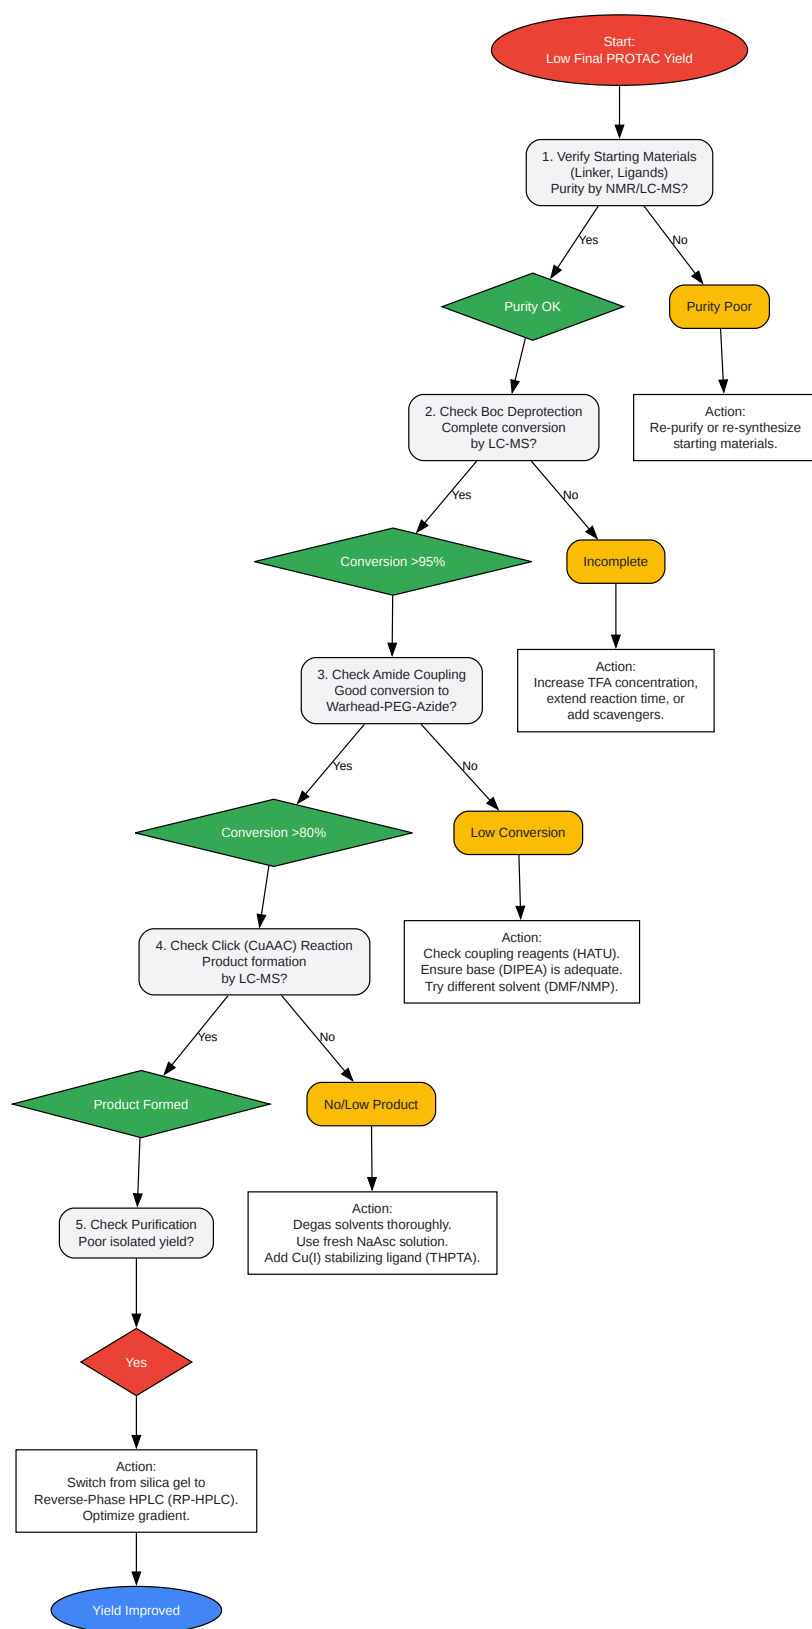 Start:
Low Final PROTAC Yield
1. Verify Starting Materials
(Linker, Ligands)
Purity by NMR/LC-MS?
Yes
No
Purity OK
Purity Poor
2. Check Boc Deprotection
Complete conversion
by LC-MS?
Action:
Re-purify or re-synthesize
starting materials.
Yes
No
Conversion >95%
Incomplete
3. Check Amide Coupling
Good conversion to
Warhead-PEG-Azide?
Action:
Increase TFA concentration,
extend reaction time, or
add scavengers.
Yes
No
Conversion >80%
Low Conversion
4. Check Click (CuAAC) Reaction
Product formation
by LC-MS?
Action:
Check coupling reagents (HATU).
Ensure base (DIPEA) is adequate.
Try different solvent (DMF/NMP).
Yes
No
Product Formed
No/Low Product
5. Check Purification
Poor isolated yield?
Action:
Degas solvents thoroughly.
Use fresh NaAsc solution.
Add Cu(I) stabilizing ligand (THPTA).
Yes
Action:
Switch from silica gel to
Reverse-Phase HPLC (RP-HPLC).
Optimize gradient.
Yield Improved